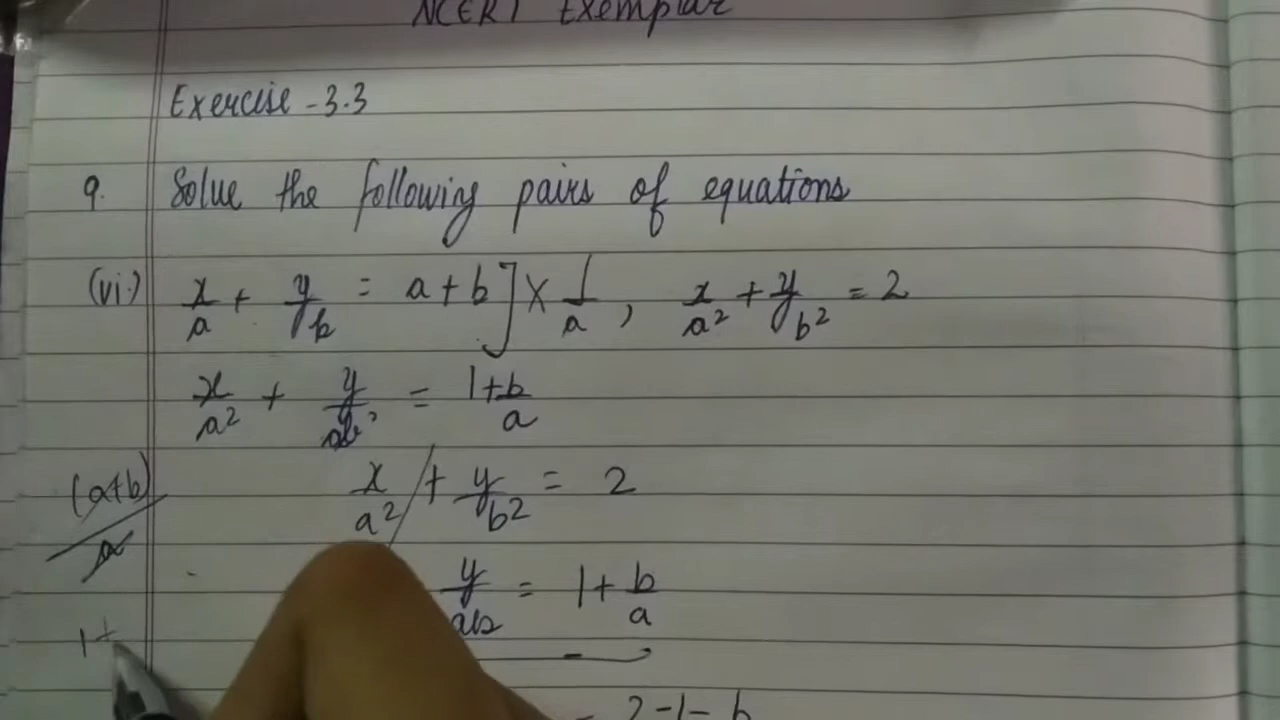 NCERT Exemplar
Exercise - 3.3
9. Solve the following pairs of equations
(vi) x/a + y/b = a + b ] × 1/a , x/a² + y/b² = 2
x/a² + y/ab = 1 + b/a
(a+b)/a
x/a² + y/b² = 2
y/ab = 1 + b/a
1 +
= 2 - 1 - b